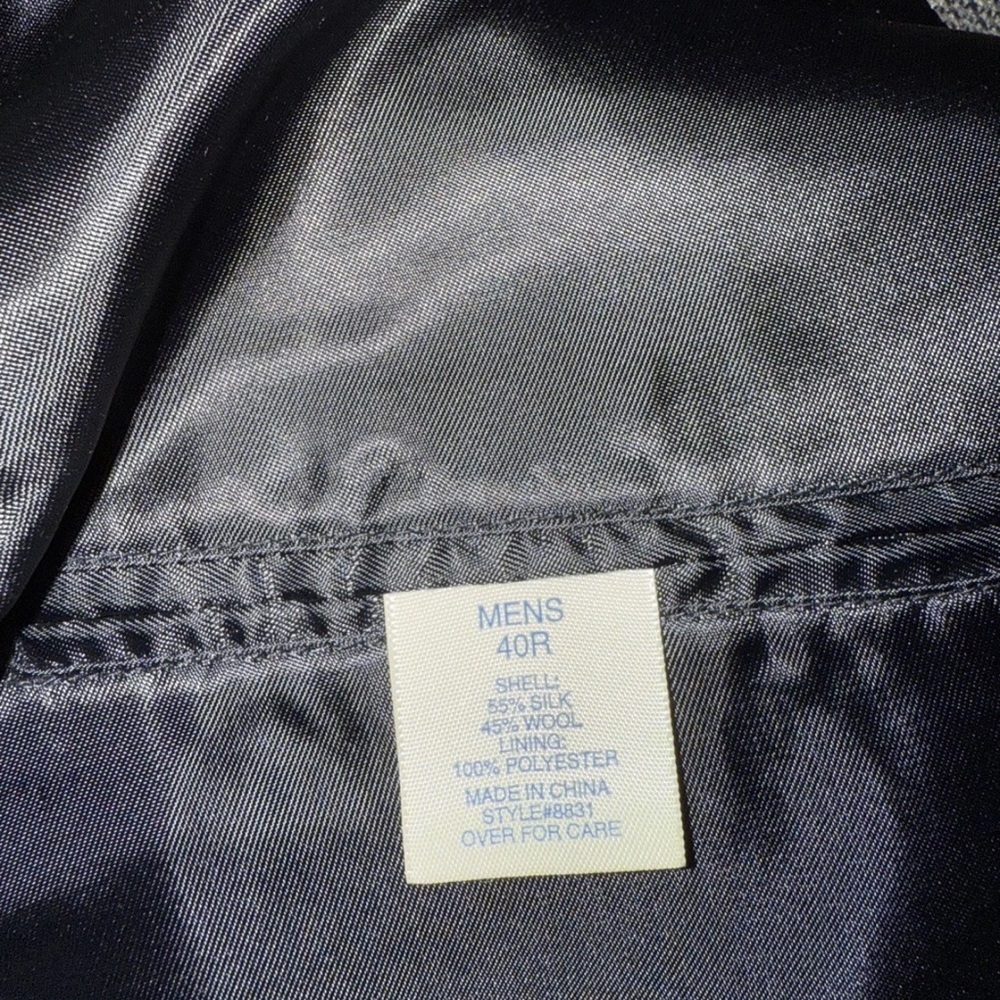 MENS
40R
SHELL:
55% SILK
45% WOOL
LINING:
100% POLYESTER
MADE IN CHINA
STYLE#8831
OVER FOR CARE